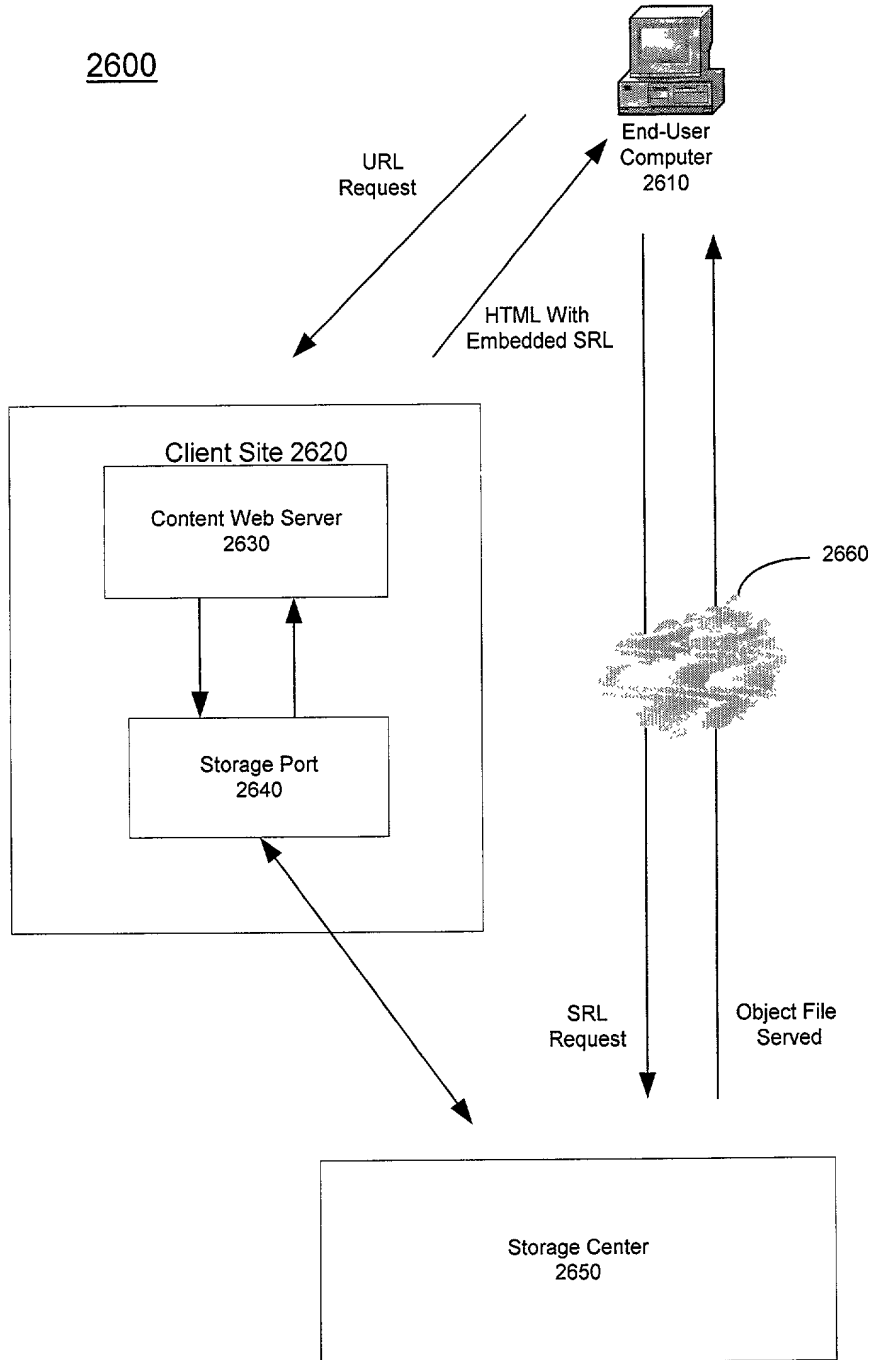 2600
End-User
Computer
2610
URL
Request
HTML With
Embedded SRL
Client Site 2620
Content Web Server
2630
2660
Storage Port
2640
SRL
Request
Object File
Served
Storage Center
2650